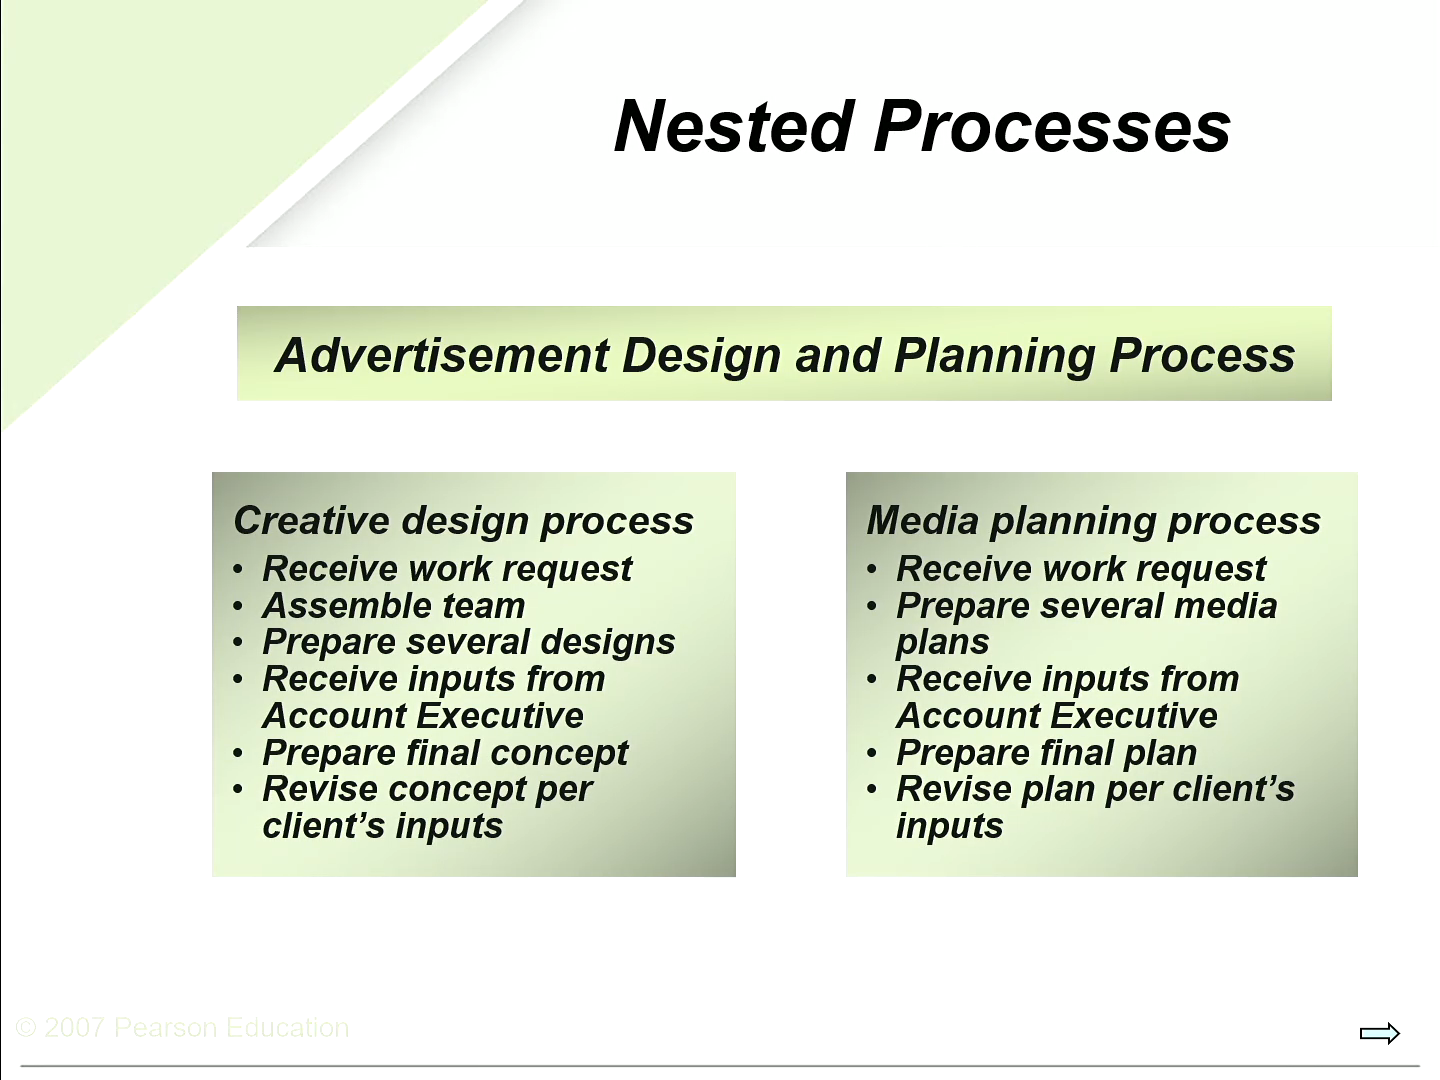 Nested Processes
Advertisement Design and Planning Process
Creative design process
• Receive work request
• Assemble team
• Prepare several designs
• Receive inputs from
Account Executive
• Prepare final concept
• Revise concept per
client’s inputs
Media planning process
• Receive work request
• Prepare several media
plans
• Receive inputs from
Account Executive
• Prepare final plan
• Revise plan per client’s
inputs
© 2007 Pearson Education